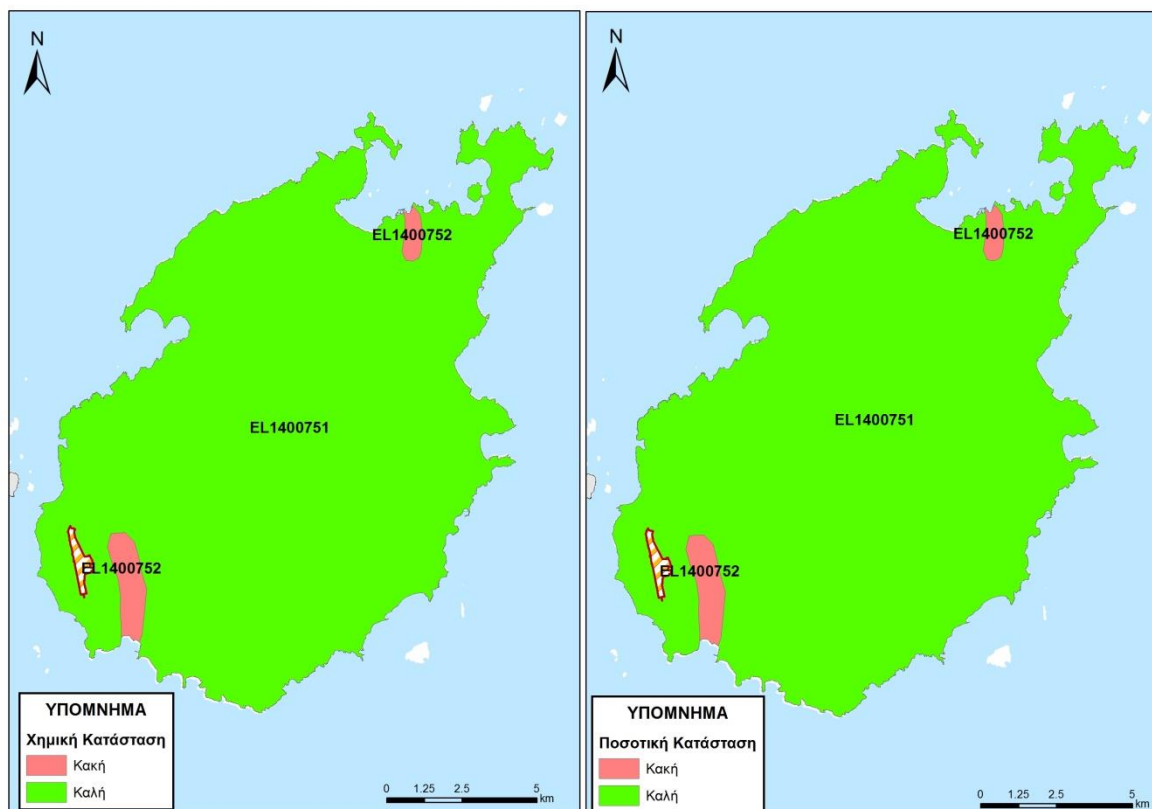 N
EL1400752
EL1400751
EL1400752
ΥΠΟΜΝΗΜΑ
Χημική Κατάσταση
Κακή
Καλή
0 1.25 2.5 5
km
N
EL1400752
EL1400751
EL1400752
ΥΠΟΜΝΗΜΑ
Ποσοτική Κατάσταση
Κακή
Καλή
0 1.25 2.5 5
km